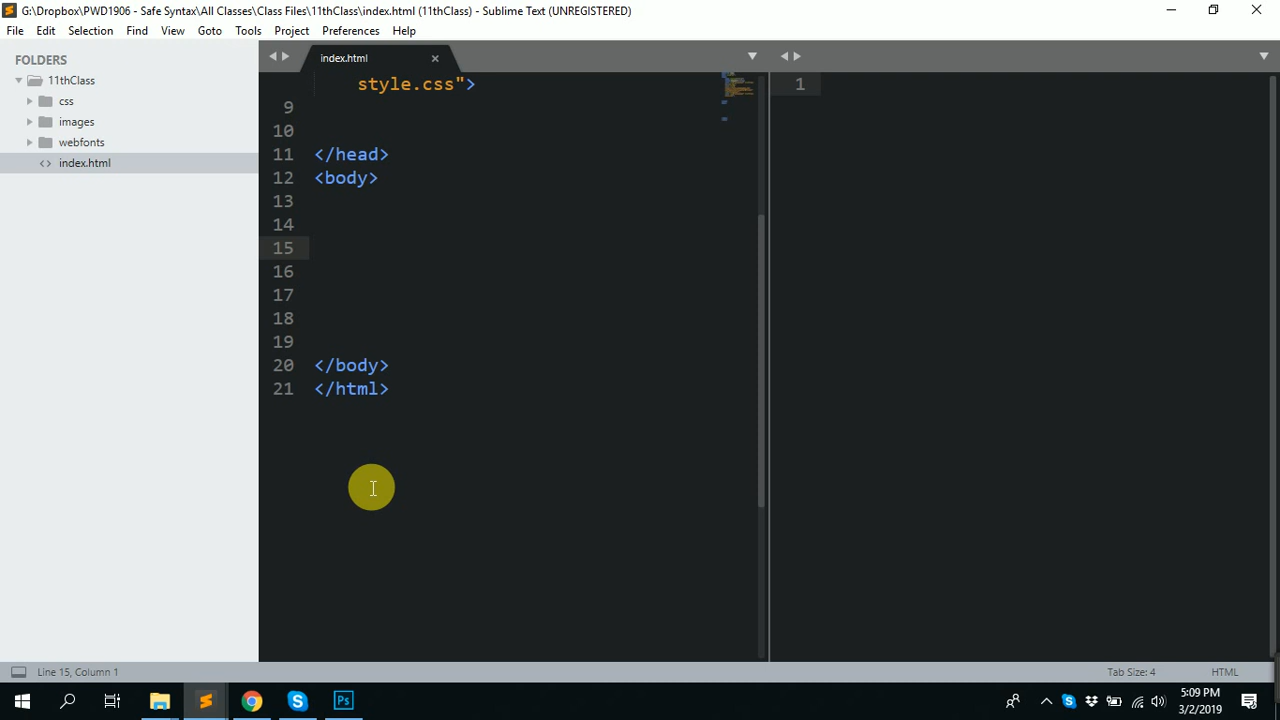 G:\Dropbox\PWD1906 - Safe Syntax\All Classes\Class Files\11thClass\index.html (11thClass) - Sublime Text (UNREGISTERED)
File Edit Selection Find View Goto Tools Project Preferences Help
FOLDERS
11thClass
css
images
webfonts
<> index.html
index.html
style.css">
9
10
11 </head>
12 <body>
13
14
15
16
17
18
19
20 </body>
21 </html>
1
Line 15, Column 1
Tab Size: 4
HTML
Ps
5:09 PM
3/2/2019